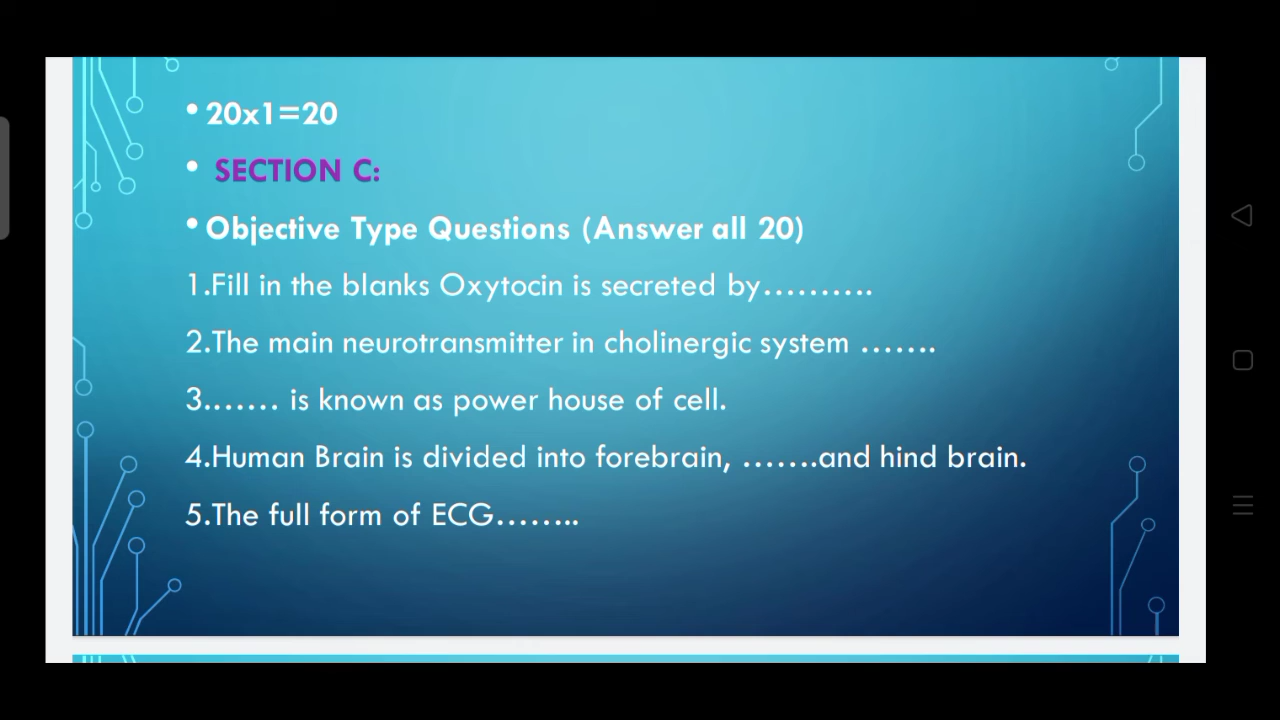 • 20x1=20
• SECTION C:
• Objective Type Questions (Answer all 20)
1.Fill in the blanks Oxytocin is secreted by……….
2.The main neurotransmitter in cholinergic system …….
3.…… is known as power house of cell.
4.Human Brain is divided into forebrain, …….and hind brain.
5.The full form of ECG……..